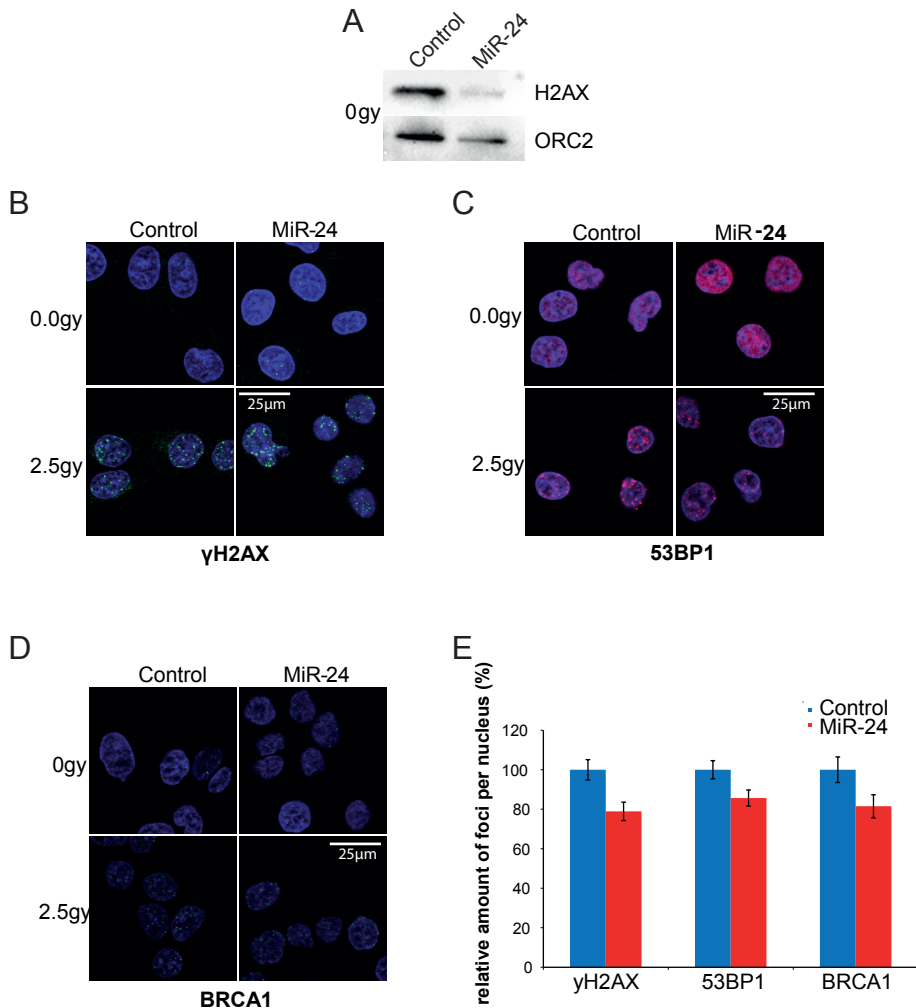 A
Control
MiR-24
0gy
H2AX
ORC2
B
Control
MiR-24
0.0gy
2.5gy
25µm
γH2AX
C
Control
MiR-24
0.0gy
2.5gy
25µm
53BP1
D
Control
MiR-24
0gy
2.5gy
25µm
BRCA1
E
relative amount of foci per nucleus (%)
Control
MiR-24
120
100
80
60
40
20
0
yH2AX
53BP1
BRCA1